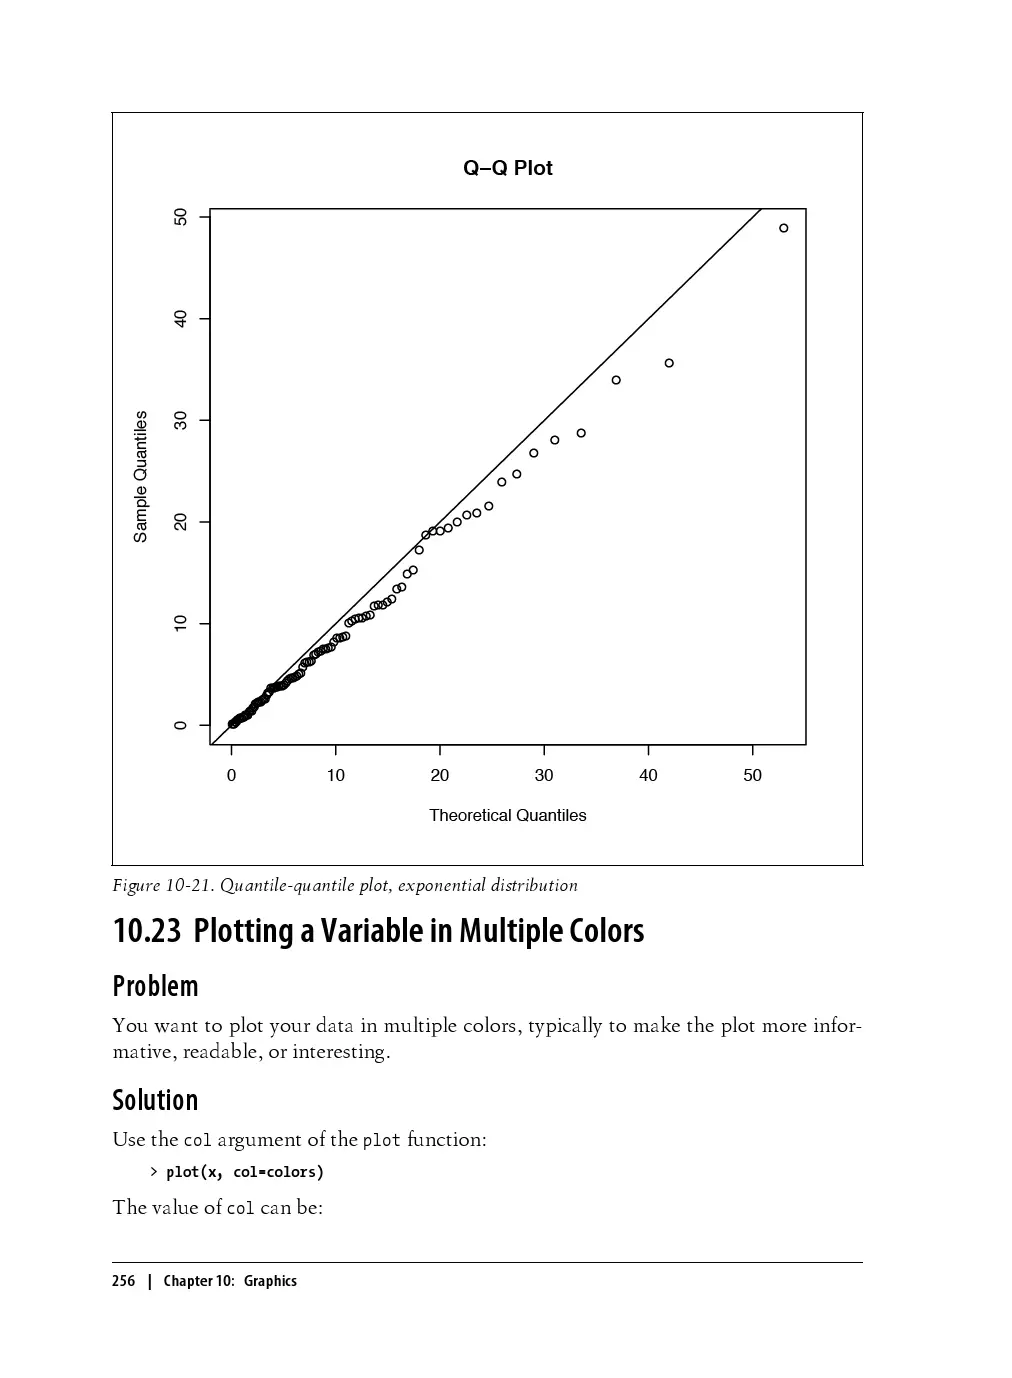 Q–Q Plot
50
40
30
20
10
0
Sample Quantiles
0 10 20 30 40 50
Theoretical Quantiles
Figure 10-21. Quantile-quantile plot, exponential distribution
10.23 Plotting a Variable in Multiple Colors
Problem
You want to plot your data in multiple colors, typically to make the plot more infor-
mative, readable, or interesting.
Solution
Use the col argument of the plot function:
> plot(x, col=colors)
The value of col can be:
256 | Chapter 10: Graphics